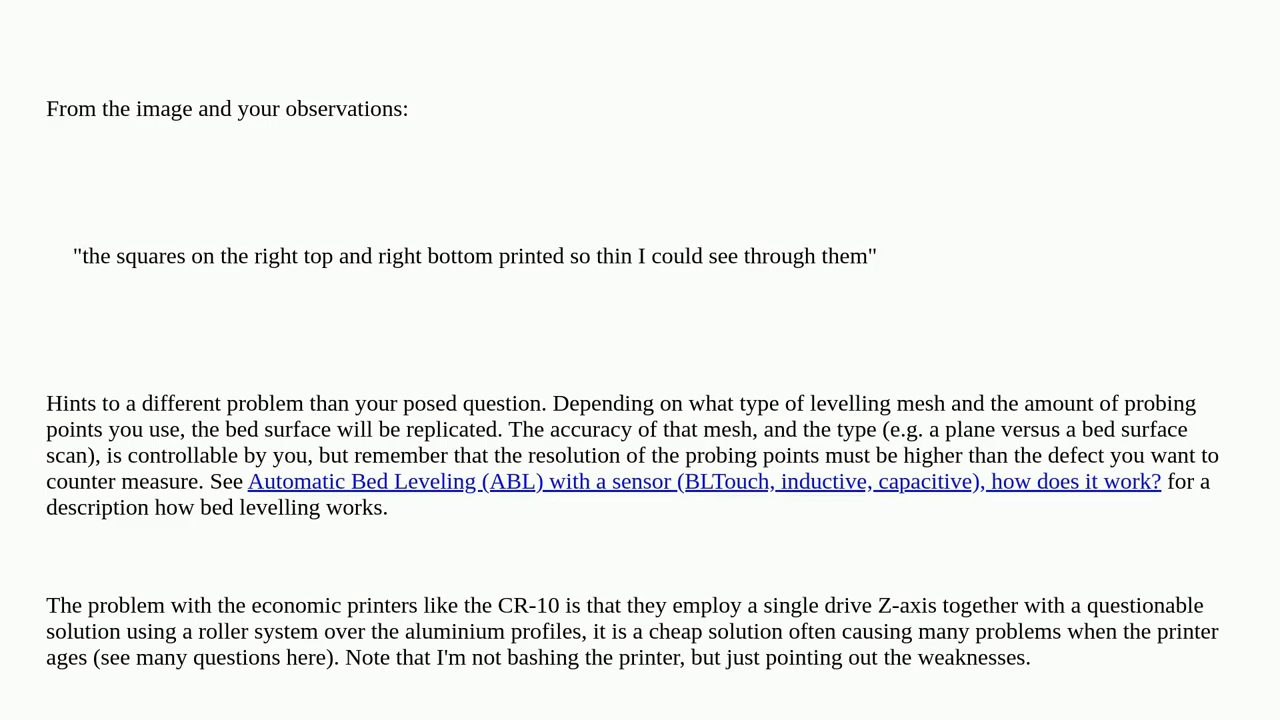 From the image and your observations:
"the squares on the right top and right bottom printed so thin I could see through them"
Hints to a different problem than your posed question. Depending on what type of levelling mesh and the amount of probing
points you use, the bed surface will be replicated. The accuracy of that mesh, and the type (e.g. a plane versus a bed surface
scan), is controllable by you, but remember that the resolution of the probing points must be higher than the defect you want to
counter measure. See Automatic Bed Leveling (ABL) with a sensor (BLTouch, inductive, capacitive), how does it work? for a
description how bed levelling works.
The problem with the economic printers like the CR-10 is that they employ a single drive Z-axis together with a questionable
solution using a roller system over the aluminium profiles, it is a cheap solution often causing many problems when the printer
ages (see many questions here). Note that I'm not bashing the printer, but just pointing out the weaknesses.